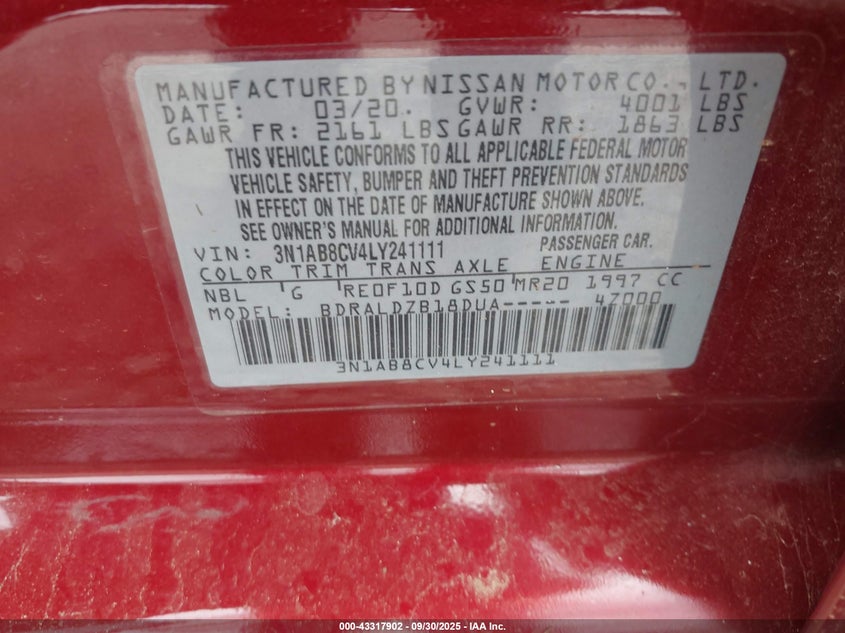 MANUFACTURED BY NISSAN MOTOR CO., LTD.
DATE: 03/20. GVWR: 4001 LBS
GAWR FR: 2161 LBS GAWR RR: 1863 LBS
THIS VEHICLE CONFORMS TO ALL APPLICABLE FEDERAL MOTOR
VEHICLE SAFETY, BUMPER AND THEFT PREVENTION STANDARDS
IN EFFECT ON THE DATE OF MANUFACTURE SHOWN ABOVE.
SEE OWNER'S MANUAL FOR ADDITIONAL INFORMATION.
VIN: 3N1AB8CV4LY241111 PASSENGER CAR.
COLOR TRIM TRANS AXLE ENGINE
NBL G RE0F10D GS50 MR20 1997 CC
MODEL: BDRALDZB18DUA----- 4Z000
3N1AB8CV4LY241111
000-43317902 - 09/30/2025 - IAA Inc.